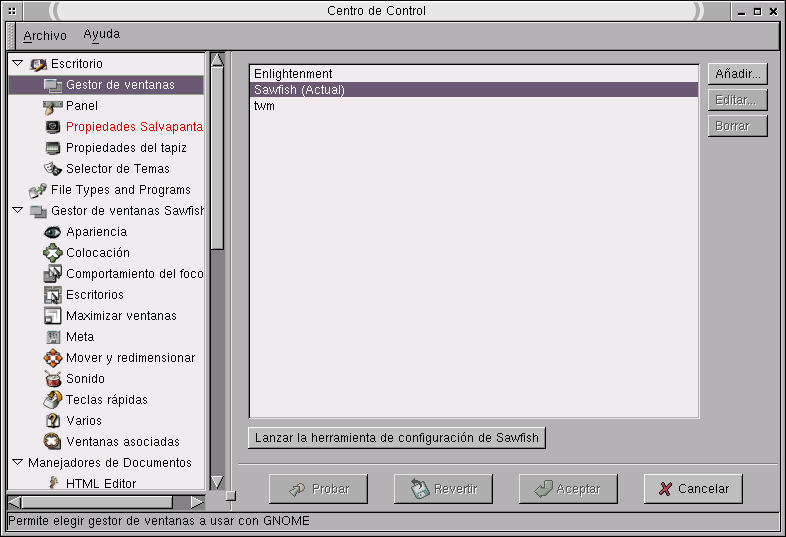 Centro de Control
Archivo Ayuda
Escritorio
Gestor de ventanas
Panel
Propiedades Salvapanta
Propiedades del tapiz
Selector de Temas
File Types and Programs
Gestor de ventanas Sawfish
Apariencia
Colocación
Comportamiento del foco
Escritorios
Maximizar ventanas
Meta
Mover y redimensionar
Sonido
Teclas rápidas
Varios
Ventanas asociadas
Manejadores de Documentos
HTML Editor
Enlightenment
Sawfish (Actual)
twm
Añadir...
Editar...
Borrar
Lanzar la herramienta de configuración de Sawfish
Probar Revertir Aceptar Cancelar
Permite elegir gestor de ventanas a usar con GNOME